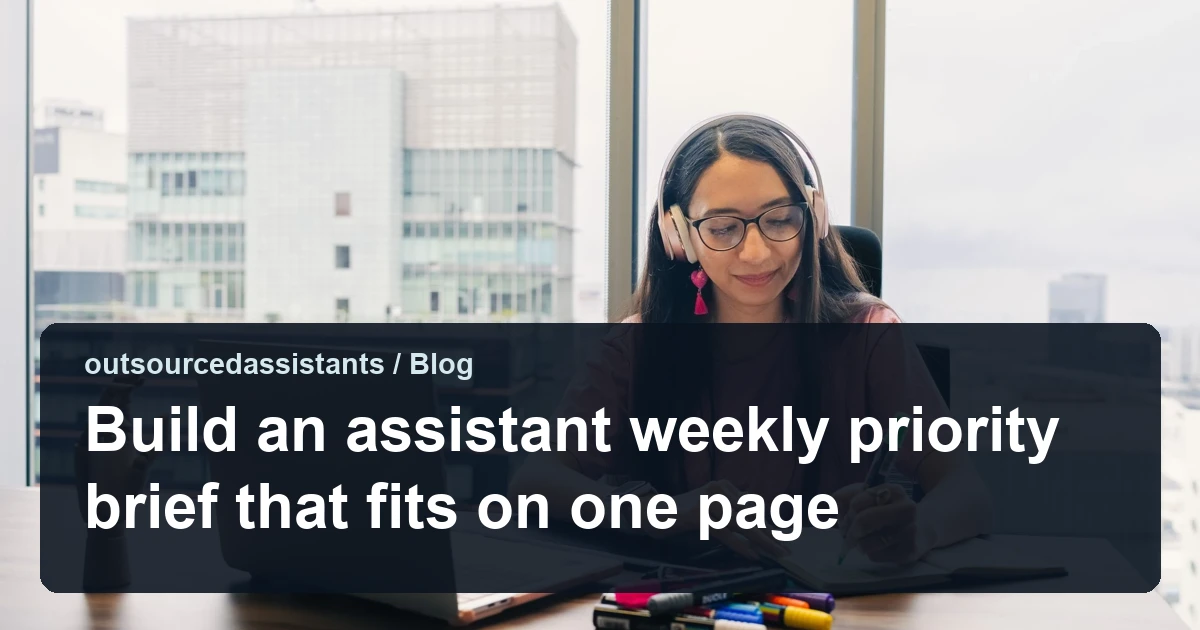 outsourcedassistants / Blog
Build an assistant weekly priority
brief that fits on one page